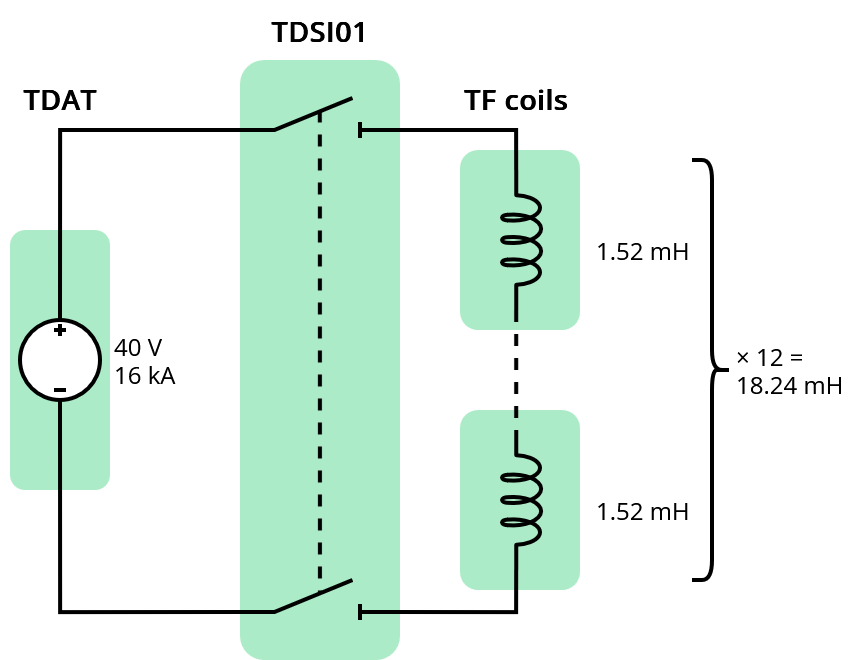 TDSI01
TDAT
TF coils
1.52 mH
40 V
16 kA
× 12 =
18.24 mH
1.52 mH